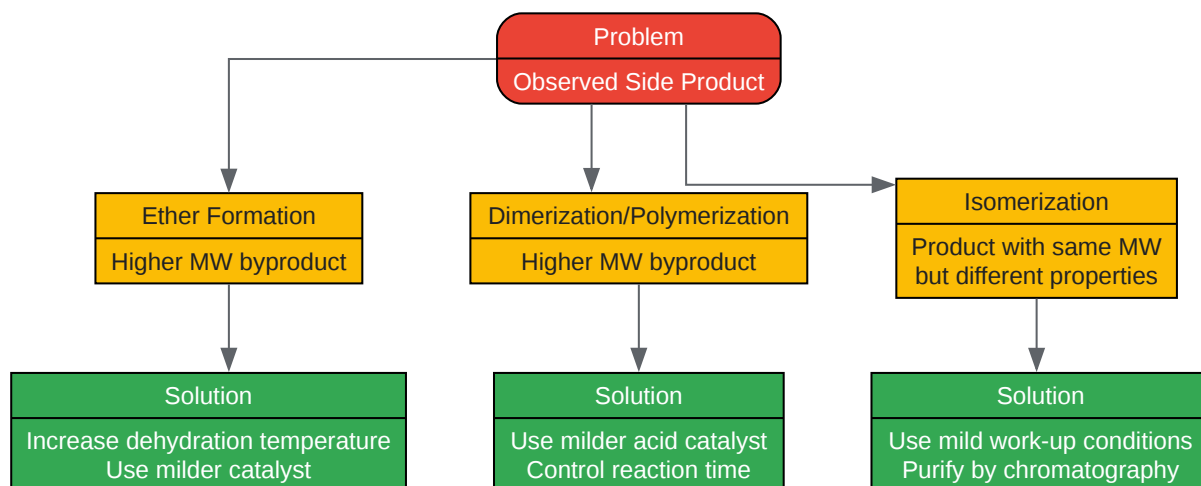 Problem
Observed Side Product
Ether Formation
Higher MW byproduct
Dimerization/Polymerization
Higher MW byproduct
Isomerization
Product with same MW
but different properties
Solution
Increase dehydration temperature
Use milder catalyst
Solution
Use milder acid catalyst
Control reaction time
Solution
Use mild work-up conditions
Purify by chromatography